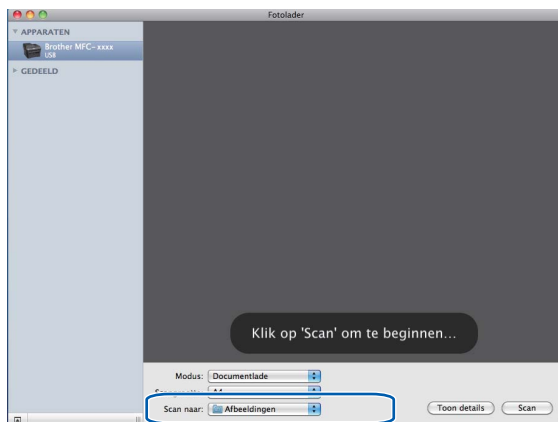 Fotolader
APPARATEN
Brother MFC-xxxx
USB
GEDEELD
Klik op 'Scan' om te beginnen...
Modus: Documentlade
Scan naar: Afbeeldingen
Toon details Scan